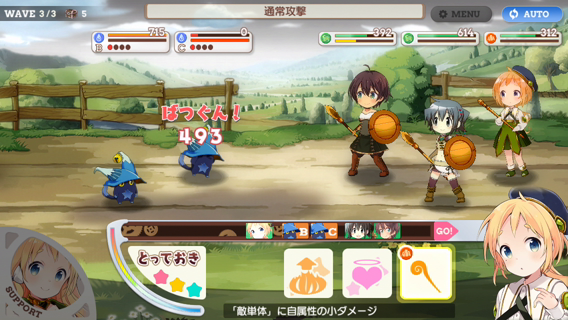 WAVE 3/3 5
通常攻撃
MENU
AUTO
B 715
C 0
392
614
312
ばつぐん!
493
B C GO!
とっておき
SUPPORT
「敵単体」に自属性の小ダメージ